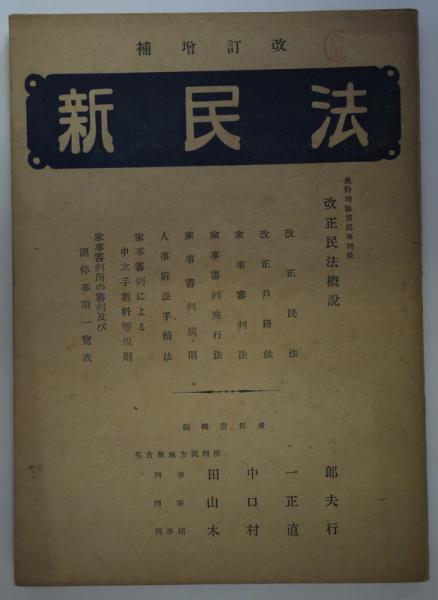 改訂增補
新民法
奥野司法省民事局長
改正民法概説
改正民法
改正戸籍法
家事審判法
家事審判施行法
家事審判規則
人事訴訟手續法
家事審判による
申立手數料等規則
家事審判所の審判及び
調停事項一覽表
編輯責任者
名古屋地方裁判所
判事 田中一郎
判事 山口正夫
判事補 木村直行